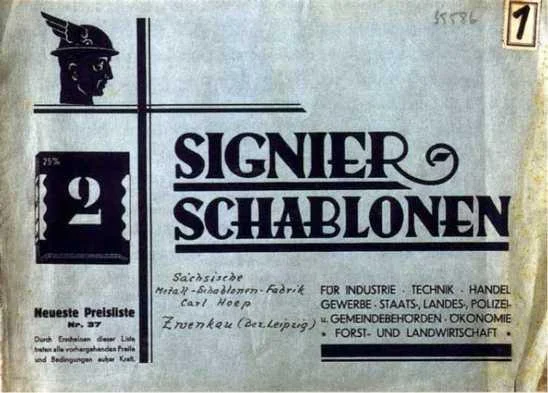 35586
1
SIGNIER
SCHABLONEN
25%
2
Sächsische
Metall-Schablonen-Fabrik
Carl Hoep
Zwenkau (Bez. Leipzig)
FÜR INDUSTRIE · TECHNIK · HANDEL
GEWERBE · STAATS-, LANDES-, POLIZEI-
u. GEMEINDEBEHÖRDEN · ÖKONOMIE
• FORST- UND LANDWIRTSCHAFT •
Neueste Preisliste
Nr. 37
Durch Erscheinen dieser Liste
treten alle vorhergehenden Preise
und Bedingungen außer Kraft.